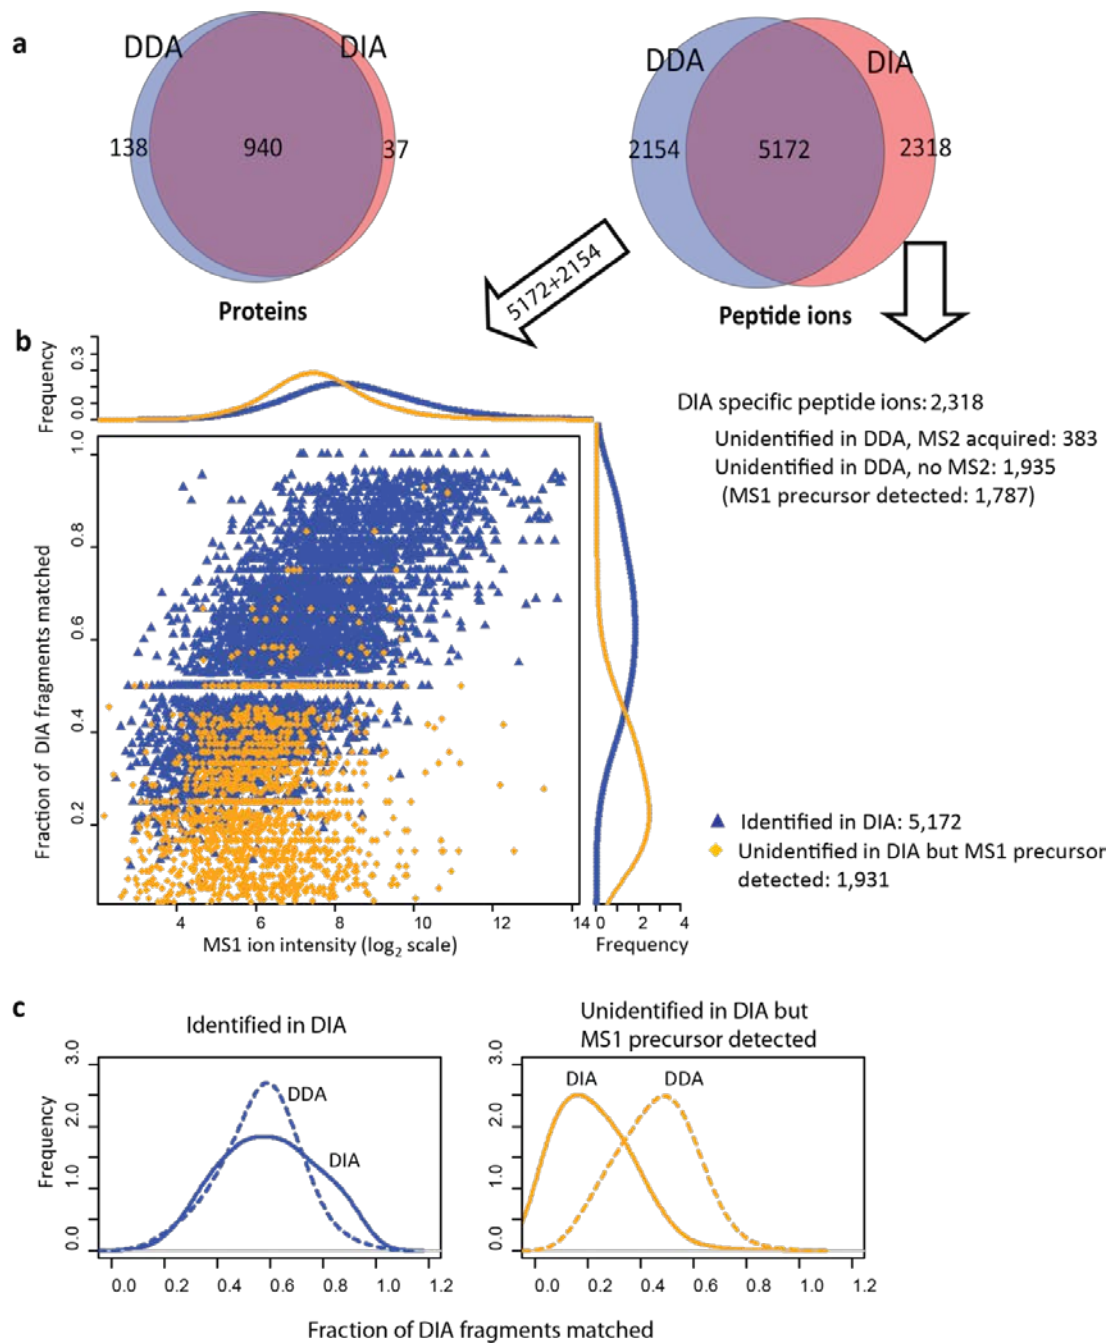 a
DDA
DIA
138
940
37
Proteins
DDA
DIA
2154
5172
2318
Peptide ions
5172+2154
b
Frequency
0.0
0.3
Fraction of DIA fragments matched
0.2
0.4
0.6
0.8
1.0
4
6
8
10
12
14
MS1 ion intensity (log2 scale)
0
2
4
Frequency
DIA specific peptide ions: 2,318
Unidentified in DDA, MS2 acquired: 383
Unidentified in DDA, no MS2: 1,935
(MS1 precursor detected: 1,787)
Identified in DIA: 5,172
Unidentified in DIA but MS1 precursor
detected: 1,931
c
Identified in DIA
Frequency
0.0
1.0
2.0
3.0
DDA
DIA
0.0
0.2
0.4
0.6
0.8
1.0
1.2
Unidentified in DIA but
MS1 precursor detected
0.0
1.0
2.0
3.0
DIA
DDA
0.0
0.2
0.4
0.6
0.8
1.0
1.2
Fraction of DIA fragments matched